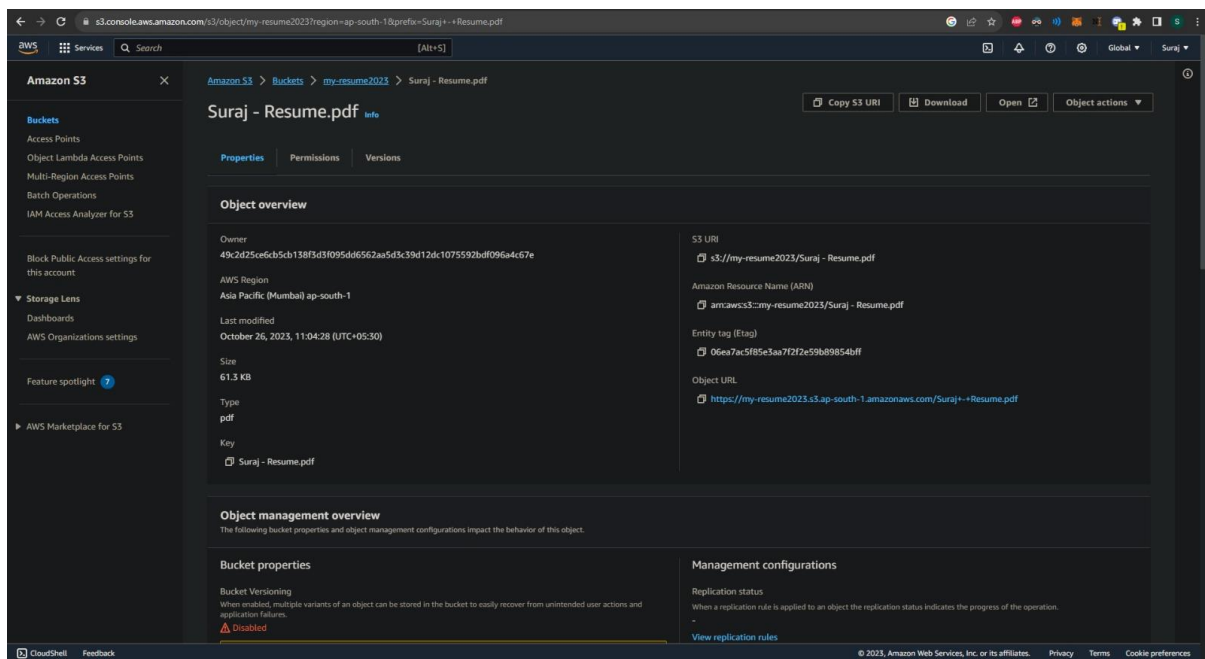 s3.console.aws.amazon.com/s3/object/my-resume2023?region=ap-south-1&prefix=Suraj+-+Resume.pdf
S
aws
Services
Search
[Alt+S]
Global
Suraj
Amazon S3
Buckets
Access Points
Object Lambda Access Points
Multi-Region Access Points
Batch Operations
IAM Access Analyzer for S3
Block Public Access settings for
this account
Storage Lens
Dashboards
AWS Organizations settings
Feature spotlight 7
AWS Marketplace for S3
Amazon S3 > Buckets > my-resume2023 > Suraj - Resume.pdf
Suraj - Resume.pdf Info
Copy S3 URI
Download
Open
Object actions
Properties
Permissions
Versions
Object overview
Owner
49c2d25ce6cb5cb138f3d3f095dd6562aa5d3c39d12dc1075592bdf096a4c67e
AWS Region
Asia Pacific (Mumbai) ap-south-1
Last modified
October 26, 2023, 11:04:28 (UTC+05:30)
Size
61.3 KB
Type
pdf
Key
Suraj - Resume.pdf
S3 URI
s3://my-resume2023/Suraj - Resume.pdf
Amazon Resource Name (ARN)
arn:aws:s3:::my-resume2023/Suraj - Resume.pdf
Entity tag (Etag)
06ea7ac5f85e3aa7f2f2e59b89854bff
Object URL
https://my-resume2023.s3.ap-south-1.amazonaws.com/Suraj+-+Resume.pdf
Object management overview
The following bucket properties and object management configurations impact the behavior of this object.
Bucket properties
Bucket Versioning
When enabled, multiple variants of an object can be stored in the bucket to easily recover from unintended user actions and
application failures.
Disabled
Management configurations
Replication status
When a replication rule is applied to an object the replication status indicates the progress of the operation.
-
View replication rules
CloudShell
Feedback
© 2023, Amazon Web Services, Inc. or its affiliates.
Privacy
Terms
Cookie preferences